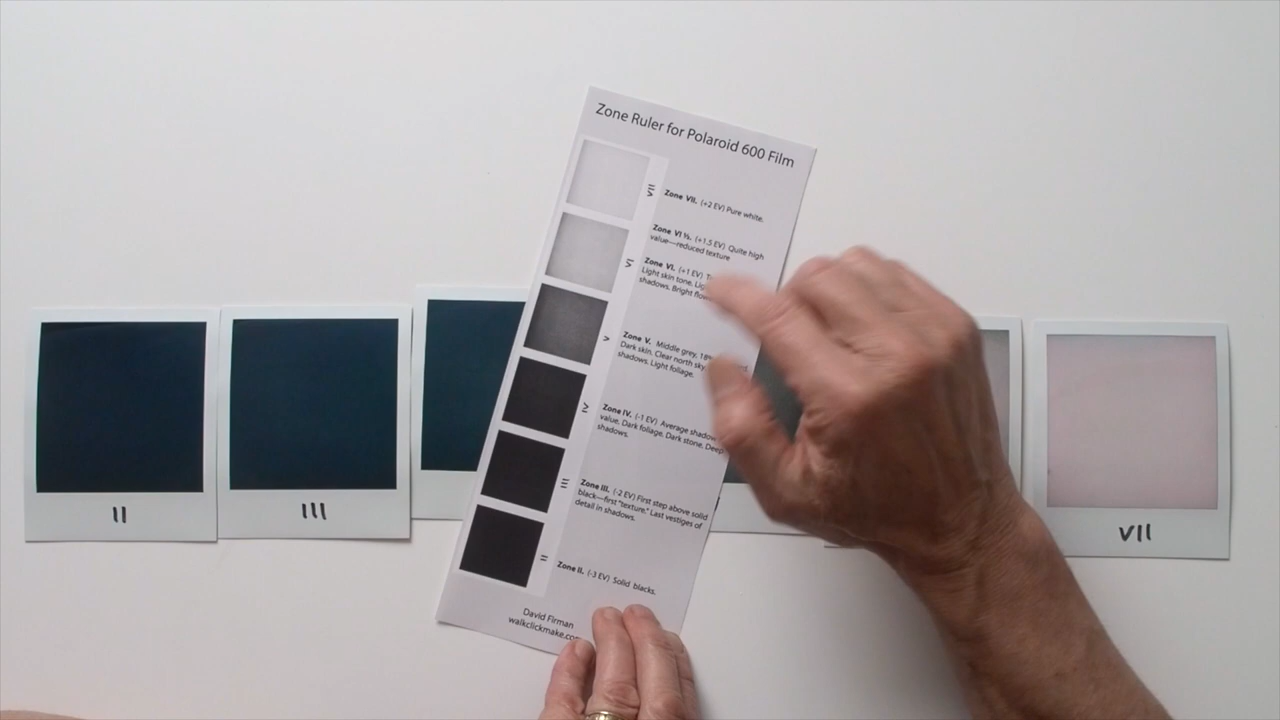 Zone Ruler for Polaroid 600 Film
VII
Zone VII. (+2 EV) Pure white.
Zone VI ½. (+1.5 EV) Quite high
value—reduced texture
VI
Zone VI. (+1 EV)
Light skin tone.
shadows. Bright
V
Zone V. Middle grey, 18%
Dark skin. Clear north sky
shadows. Light foliage.
IV
Zone IV. (-1 EV) Average shadow
value. Dark foliage. Dark stone. Deep
shadows.
III
Zone III. (-2 EV) First step above solid
black—first "texture." Last vestiges of
detail in shadows.
II
Zone II. (-3 EV) Solid blacks.
David Firman
walkclickmake.com
II
III
VII